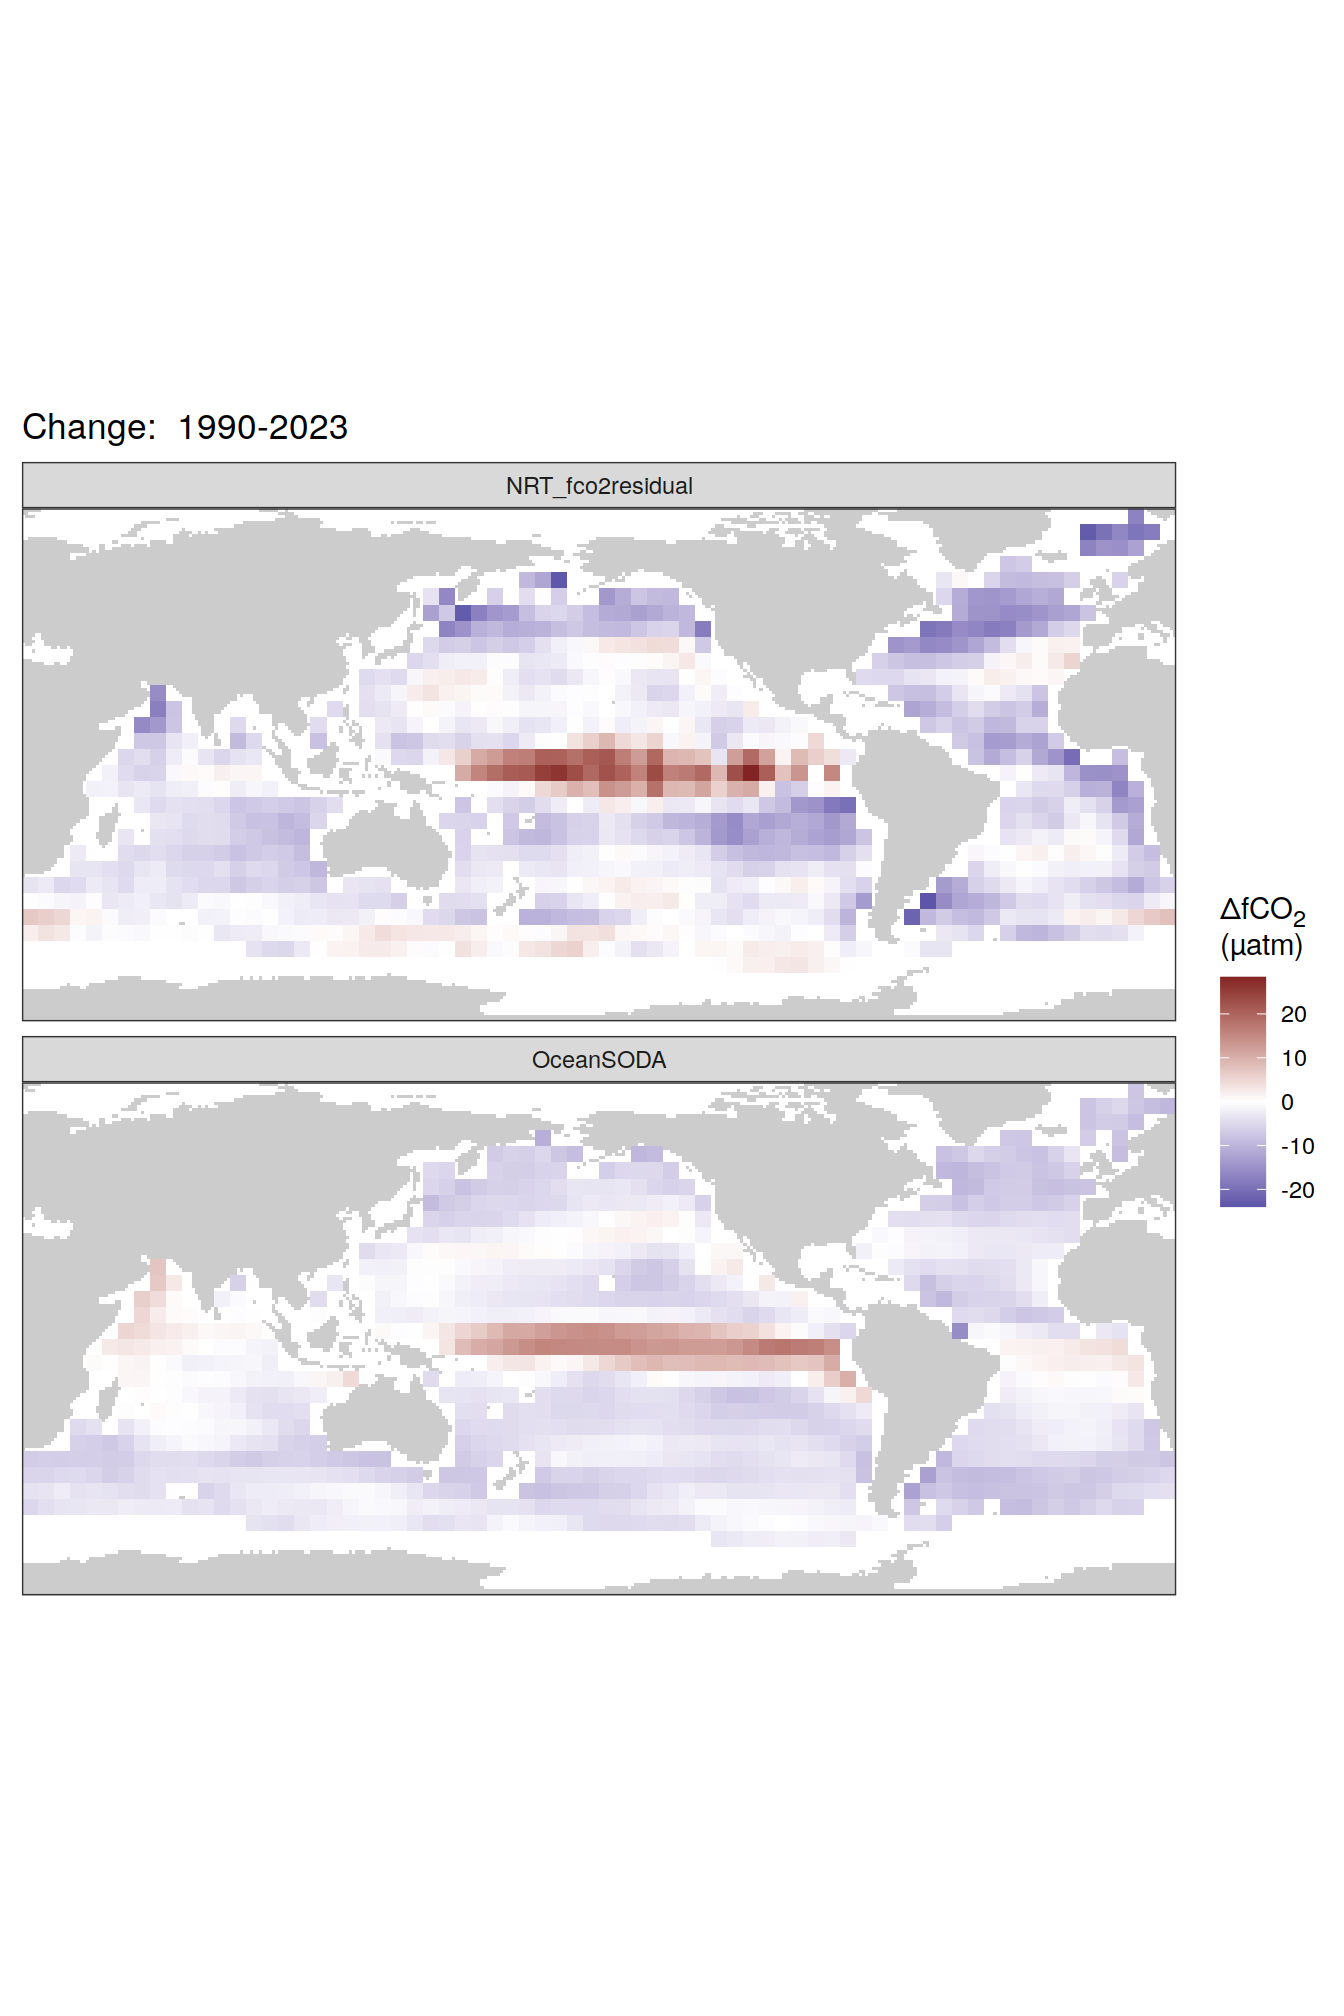 Change: 1990-2023
NRT_fco2residual
OceanSODA
ΔfCO₂
(µatm)
20
10
0
-10
-20